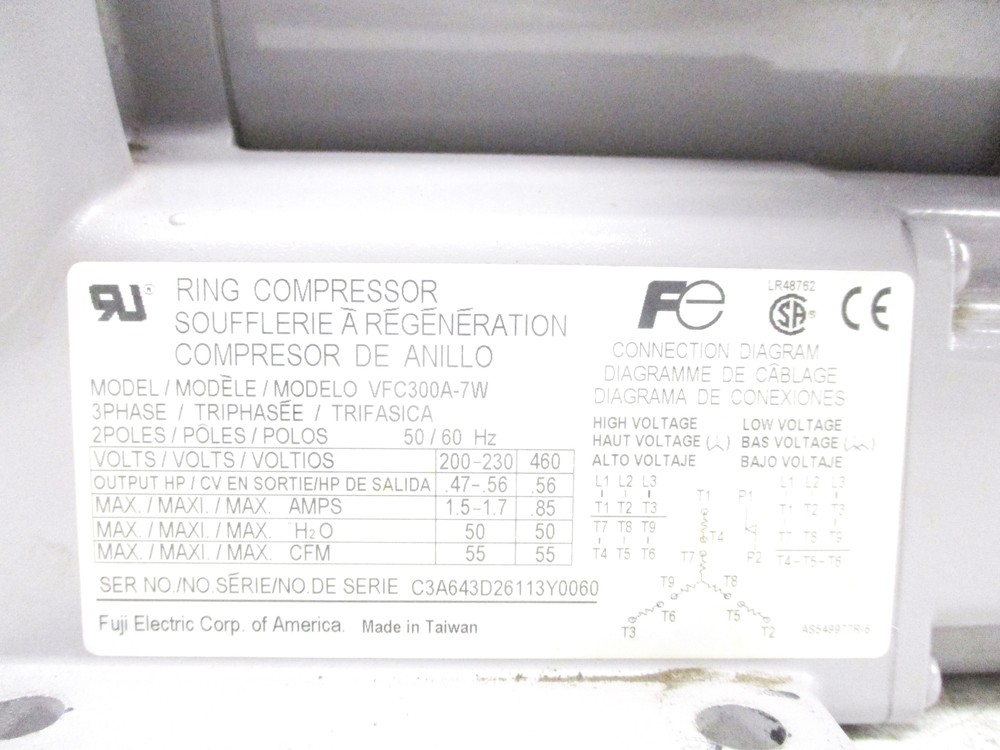 RU ®
RING COMPRESSOR
SOUFFLERIE À RÉGÉNÉRATION
COMPRESOR DE ANILLO
MODEL / MODÈLE / MODELO VFC300A-7W
3PHASE / TRIPHASÉE / TRIFASICA
2POLES / PÔLES / POLOS 50 / 60 Hz
VOLTS / VOLTS / VOLTIOS 200-230 460
OUTPUT HP / CV EN SORTIE/HP DE SALIDA .47-.56 .56
MAX. / MAXI. / MAX. AMPS 1.5-1.7 .85
MAX. / MAXI. / MAX. H2O 50 50
MAX. / MAXI. / MAX. CFM 55 55
SER NO./NO.SÉRIE/NO.DE SERIE C3A643D26113Y0060
Fuji Electric Corp. of America. Made in Taiwan
Fe
LR48762
SA ®
CE
CONNECTION DIAGRAM
DIAGRAMME DE CÂBLAGE
DIAGRAMA DE CONEXIONES
HIGH VOLTAGE
HAUT VOLTAGE
ALTO VOLTAJE
LOW VOLTAGE
BAS VOLTAGE
BAJO VOLTAJE
L1 L2 L3
T1 T2 T3
T7 T8 T9
T4 T5 T6
T1
T4
T7
T9
T8
T6
T5
T3
T2
P1
P2
L1 L2 L3
T1 T2 T3
T7 T8 T9
T4-T5-T6